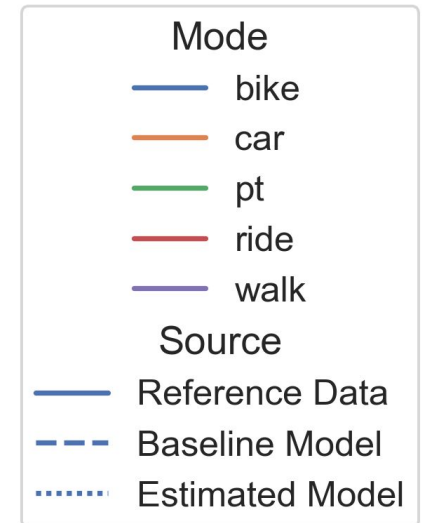 Mode
bike
car
pt
ride
walk
Source
Reference Data
Baseline Model
Estimated Model